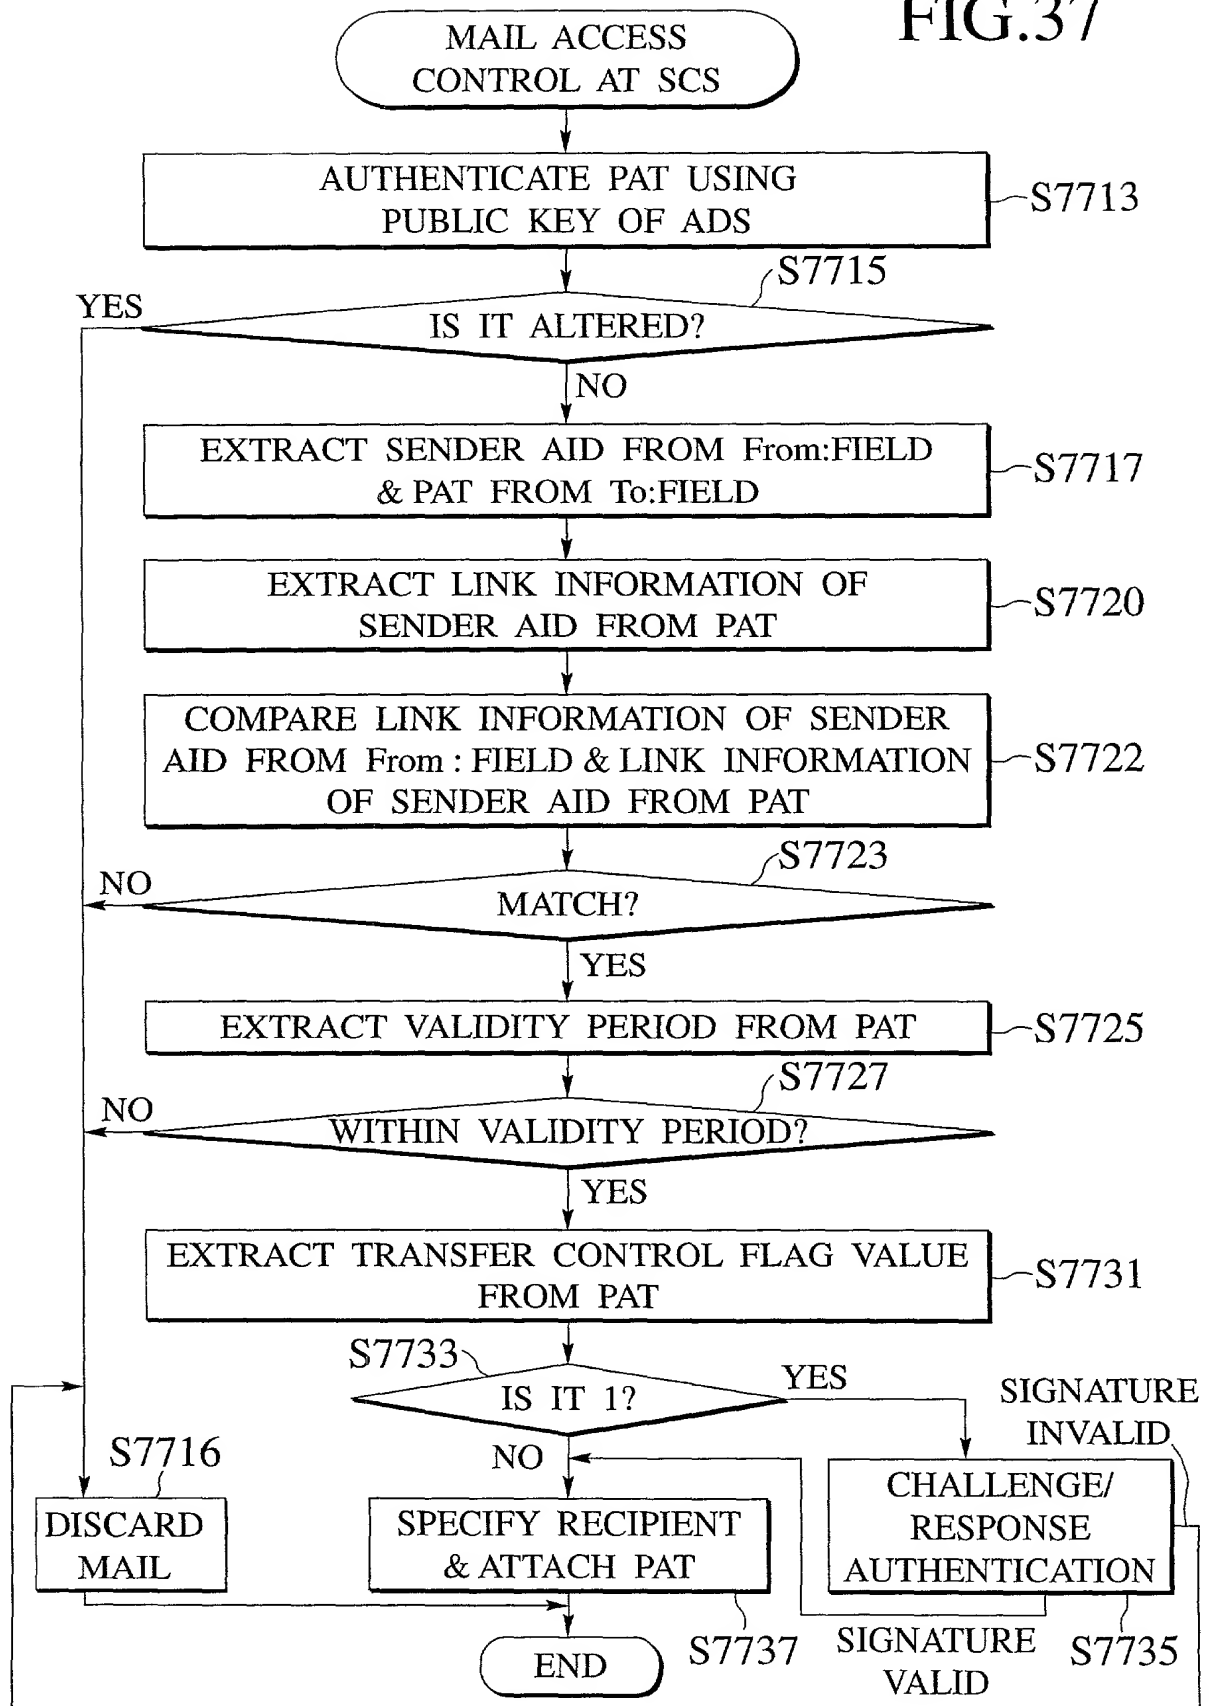 FIG.37
MAIL ACCESS
CONTROL AT SCS
AUTHENTICATE PAT USING
PUBLIC KEY OF ADS
S7713
S7715
YES
IS IT ALTERED?
NO
EXTRACT SENDER AID FROM From:FIELD
& PAT FROM To:FIELD
S7717
EXTRACT LINK INFORMATION OF
SENDER AID FROM PAT
S7720
COMPARE LINK INFORMATION OF SENDER
AID FROM From : FIELD & LINK INFORMATION
OF SENDER AID FROM PAT
S7722
S7723
NO
MATCH?
YES
EXTRACT VALIDITY PERIOD FROM PAT
S7725
S7727
NO
WITHIN VALIDITY PERIOD?
YES
EXTRACT TRANSFER CONTROL FLAG VALUE
FROM PAT
S7731
S7733
IS IT 1?
YES
SIGNATURE
INVALID
NO
S7716
DISCARD
MAIL
SPECIFY RECIPIENT
& ATTACH PAT
CHALLENGE/
RESPONSE
AUTHENTICATION
S7737
SIGNATURE
VALID
S7735
END